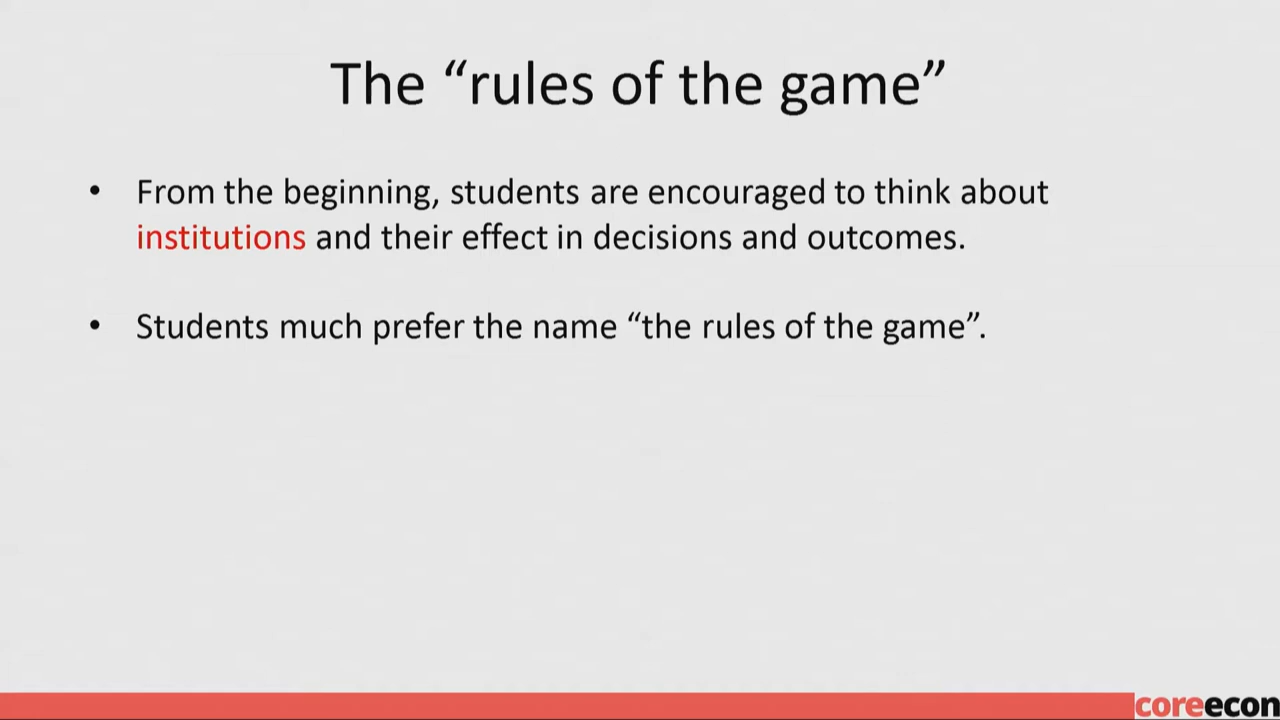 The “rules of the game”
• From the beginning, students are encouraged to think about
institutions and their effect in decisions and outcomes.
• Students much prefer the name “the rules of the game”.
coreecon